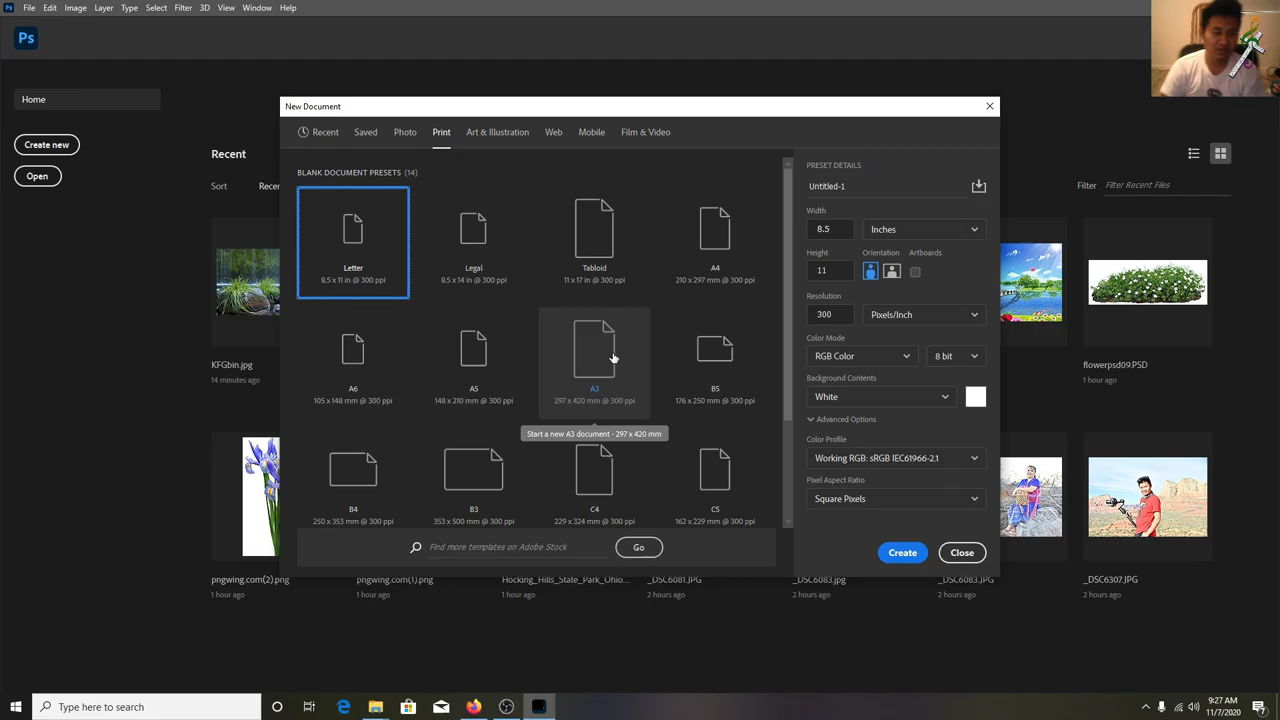 Ps File Edit Image Layer Type Select Filter 3D View Window Help
Ps
Home
Create new
Open
Recent
Sort
Filter
Filter Recent Files
KFGbin.jpg
14 minutes ago
flowerpsd09.PSD
1 hour ago
pngwing.com(2).png
1 hour ago
pngwing.com(1).png
1 hour ago
Hocking_Hills_State_Park_Ohio....
1 hour ago
_DSC6081.JPG
2 hours ago
_DSC6083.jpg
2 hours ago
_DSC6083.JPG
2 hours ago
_DSC6307.JPG
2 hours ago
New Document
Recent Saved Photo Print Art & Illustration Web Mobile Film & Video
BLANK DOCUMENT PRESETS (14)
Letter
8.5 x 11 in @ 300 ppi
Legal
8.5 x 14 in @ 300 ppi
Tabloid
11 x 17 in @ 300 ppi
A4
210 x 297 mm @ 300 ppi
A6
105 x 148 mm @ 300 ppi
A5
148 x 210 mm @ 300 ppi
A3
297 x 420 mm @ 300 ppi
B5
176 x 250 mm @ 300 ppi
Start a new A3 document - 297 x 420 mm
B4
250 x 353 mm @ 300 ppi
B3
353 x 500 mm @ 300 ppi
C4
229 x 324 mm @ 300 ppi
C5
162 x 229 mm @ 300 ppi
Find more templates on Adobe Stock
Go
PRESET DETAILS
Untitled-1
Width
8.5 Inches
Height Orientation Artboards
11
Resolution
300 Pixels/Inch
Color Mode
RGB Color 8 bit
Background Contents
White
Advanced Options
Color Profile
Working RGB: sRGB IEC61966-2.1
Pixel Aspect Ratio
Square Pixels
Create
Close
Type here to search
9:27 AM
11/7/2020